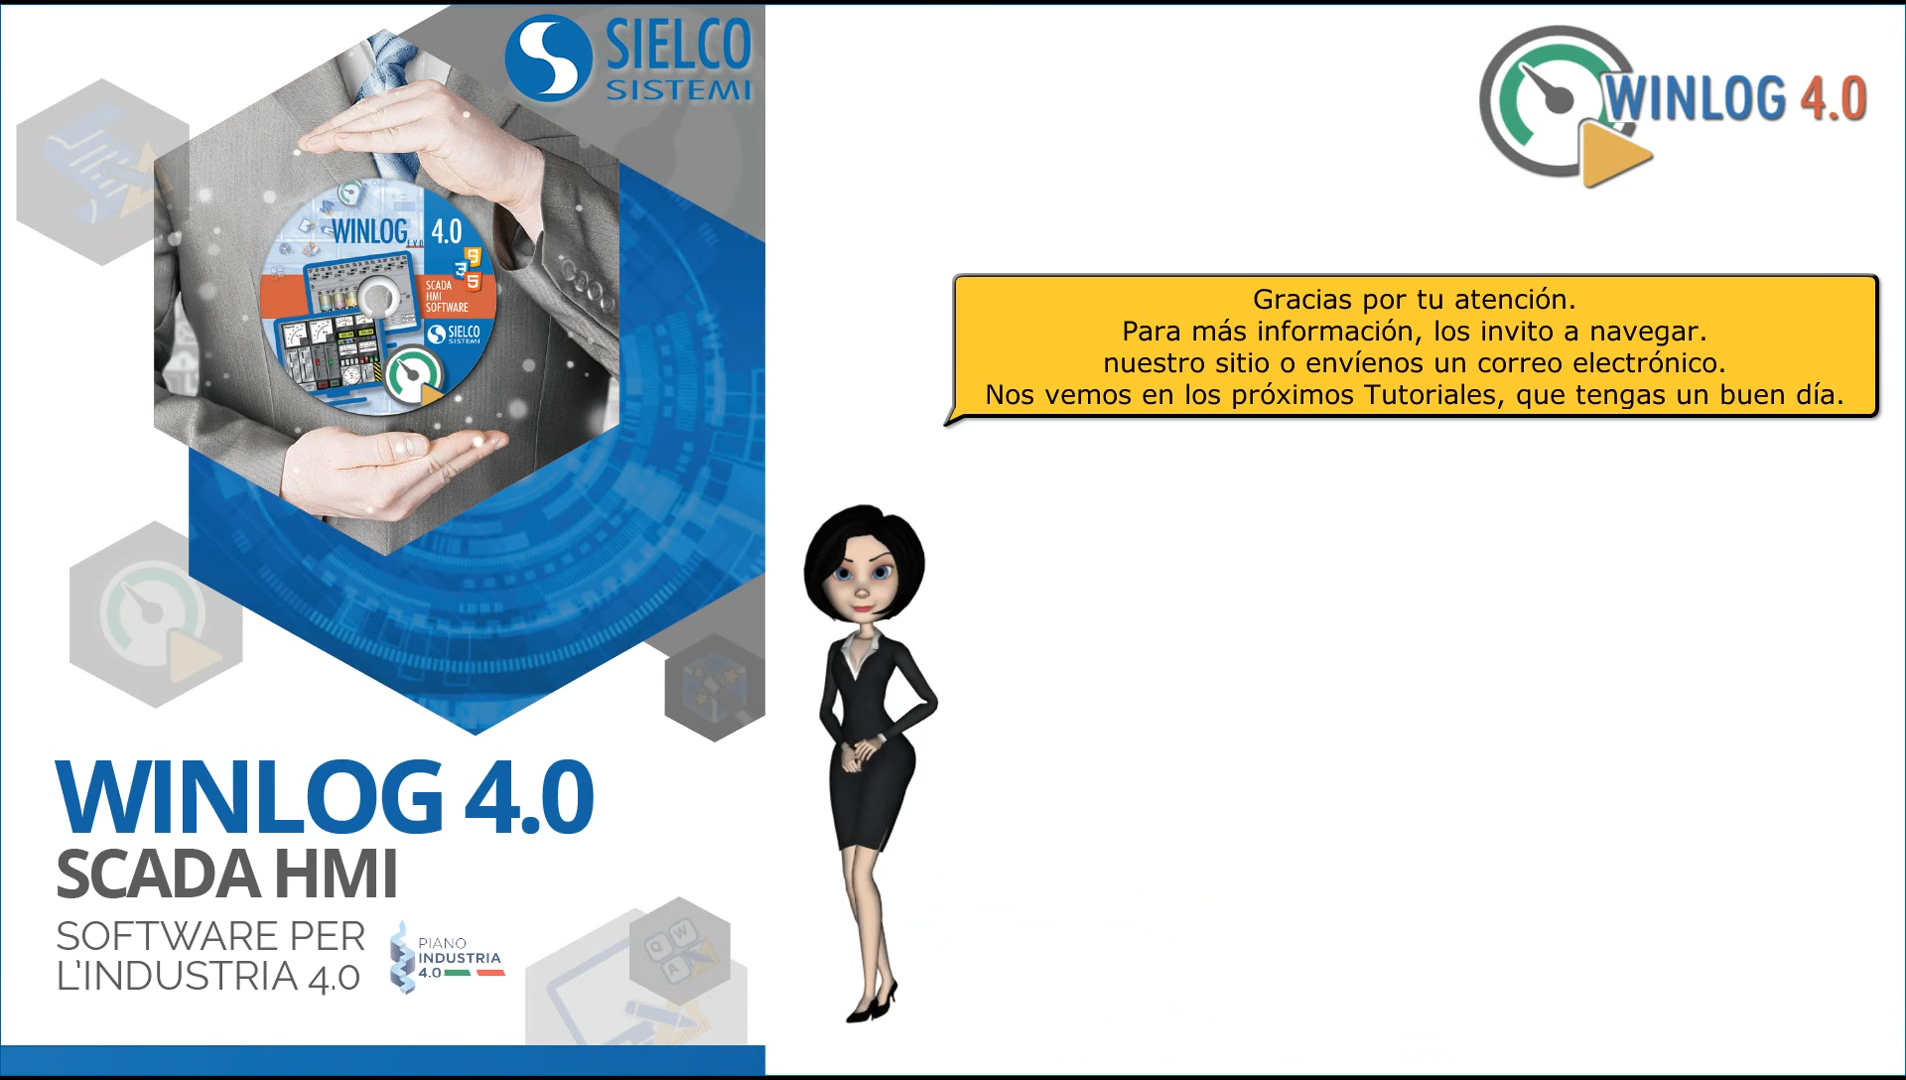 SIELCO
SISTEMI
WINLOG 4.0
WINLOG 4.0
EVO
SCADA
HMI
SOFTWARE
SIELCO
SISTEMI
Gracias por tu atención.
Para más información, los invito a navegar.
nuestro sitio o envíenos un correo electrónico.
Nos vemos en los próximos Tutoriales, que tengas un buen día.
WINLOG 4.0
SCADA HMI
SOFTWARE PER
L'INDUSTRIA 4.0
PIANO
INDUSTRIA
4.0
Q W
A